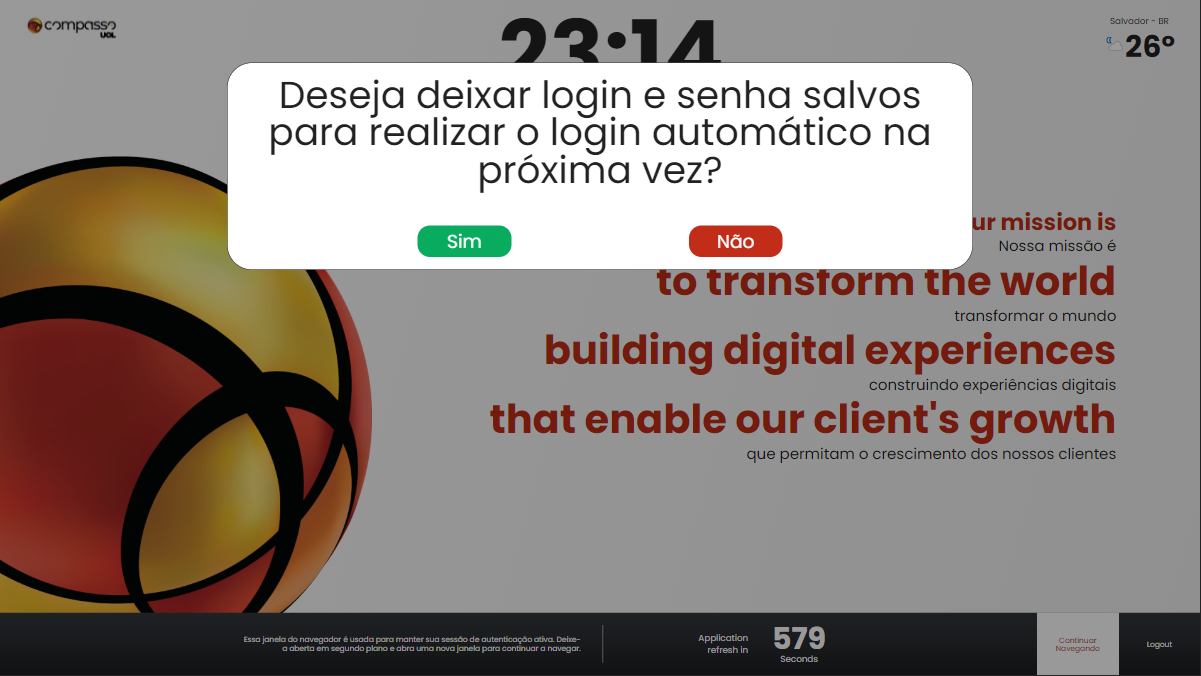 compasso
UOL
23:14
Salvador - BR
26º
Deseja deixar login e senha salvos
para realizar o login automático na
próxima vez?
Sim
Não
ur mission is
Nossa missão é
to transform the world
transformar o mundo
building digital experiences
construindo experiências digitais
that enable our client's growth
que permitam o crescimento dos nossos clientes
Essa janela do navegador é usada para manter sua sessão de autenticação ativa. Deixe-
a aberta em segundo plano e abra uma nova janela para continuar a navegar.
Application
refresh in
579
Seconds
Continuar
Navegando
Logout